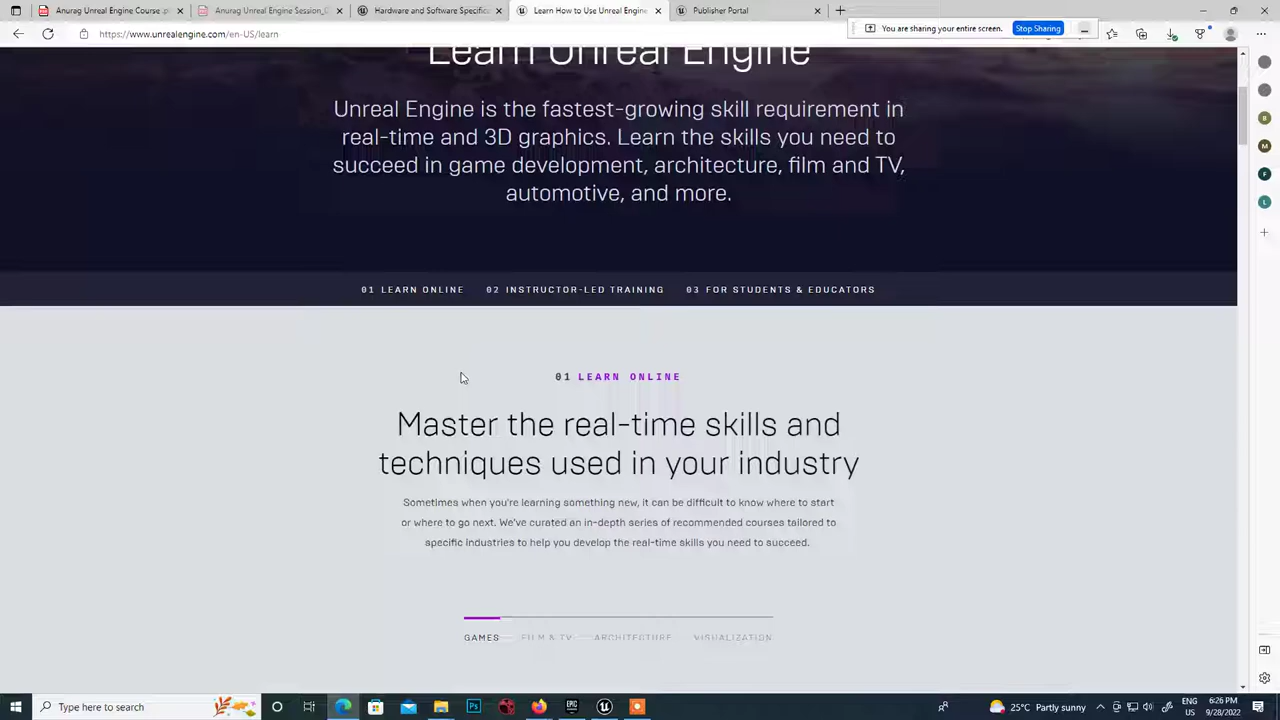 Anurag Unreal Engine Course .p
Anurag Unreal Engine Session_0
Hardware and Software Specific
Learn How to Use Unreal Engine
Publisher Portal
You are sharing your entire screen.
Stop Sharing
https://www.unrealengine.com/en-US/learn
Learn Unreal Engine
Unreal Engine is the fastest-growing skill requirement in
real-time and 3D graphics. Learn the skills you need to
succeed in game development, architecture, film and TV,
automotive, and more.
01 LEARN ONLINE
02 INSTRUCTOR-LED TRAINING
03 FOR STUDENTS & EDUCATORS
01 LEARN ONLINE
Master the real-time skills and
techniques used in your industry
Sometimes when you're learning something new, it can be difficult to know where to start
or where to go next. We've curated an in-depth series of recommended courses tailored to
specific industries to help you develop the real-time skills you need to succeed.
GAMES
FILM & TV
ARCHITECTURE
VISUALIZATION
B
M
F
L
Type here to search
Ps
EPIC
25°C Partly sunny
ENG
US
6:26 PM
9/28/2022